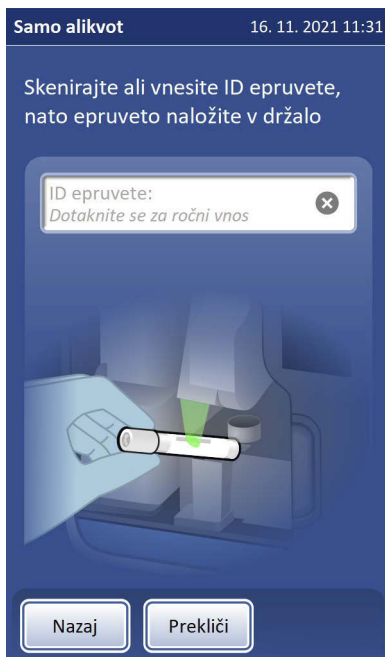 Samo alikvot 16. 11. 2021 11:31
Skenirajte ali vnesite ID epruvete,
nato epruveto naložite v držalo
ID epruvete:
Dotaknite se za ročni vnos
Nazaj Prekliči